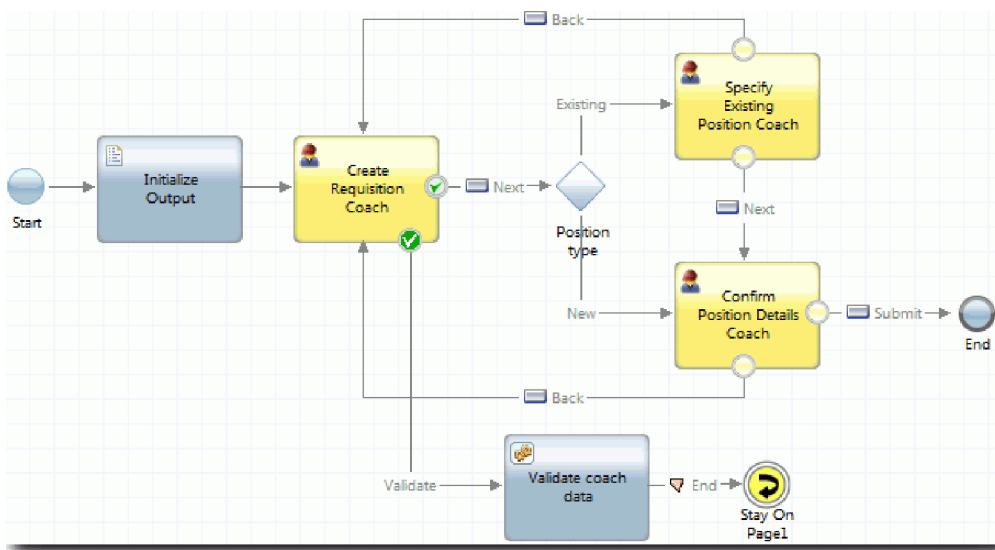 Back
Specify
Existing
Position Coach
Existing
Initialize
Output
Create
Requisition
Coach
Next
Start
Next
Position
type
Confirm
Position Details
Coach
New
Submit
End
Back
Validate coach
data
Validate
End
Stay On
Page1